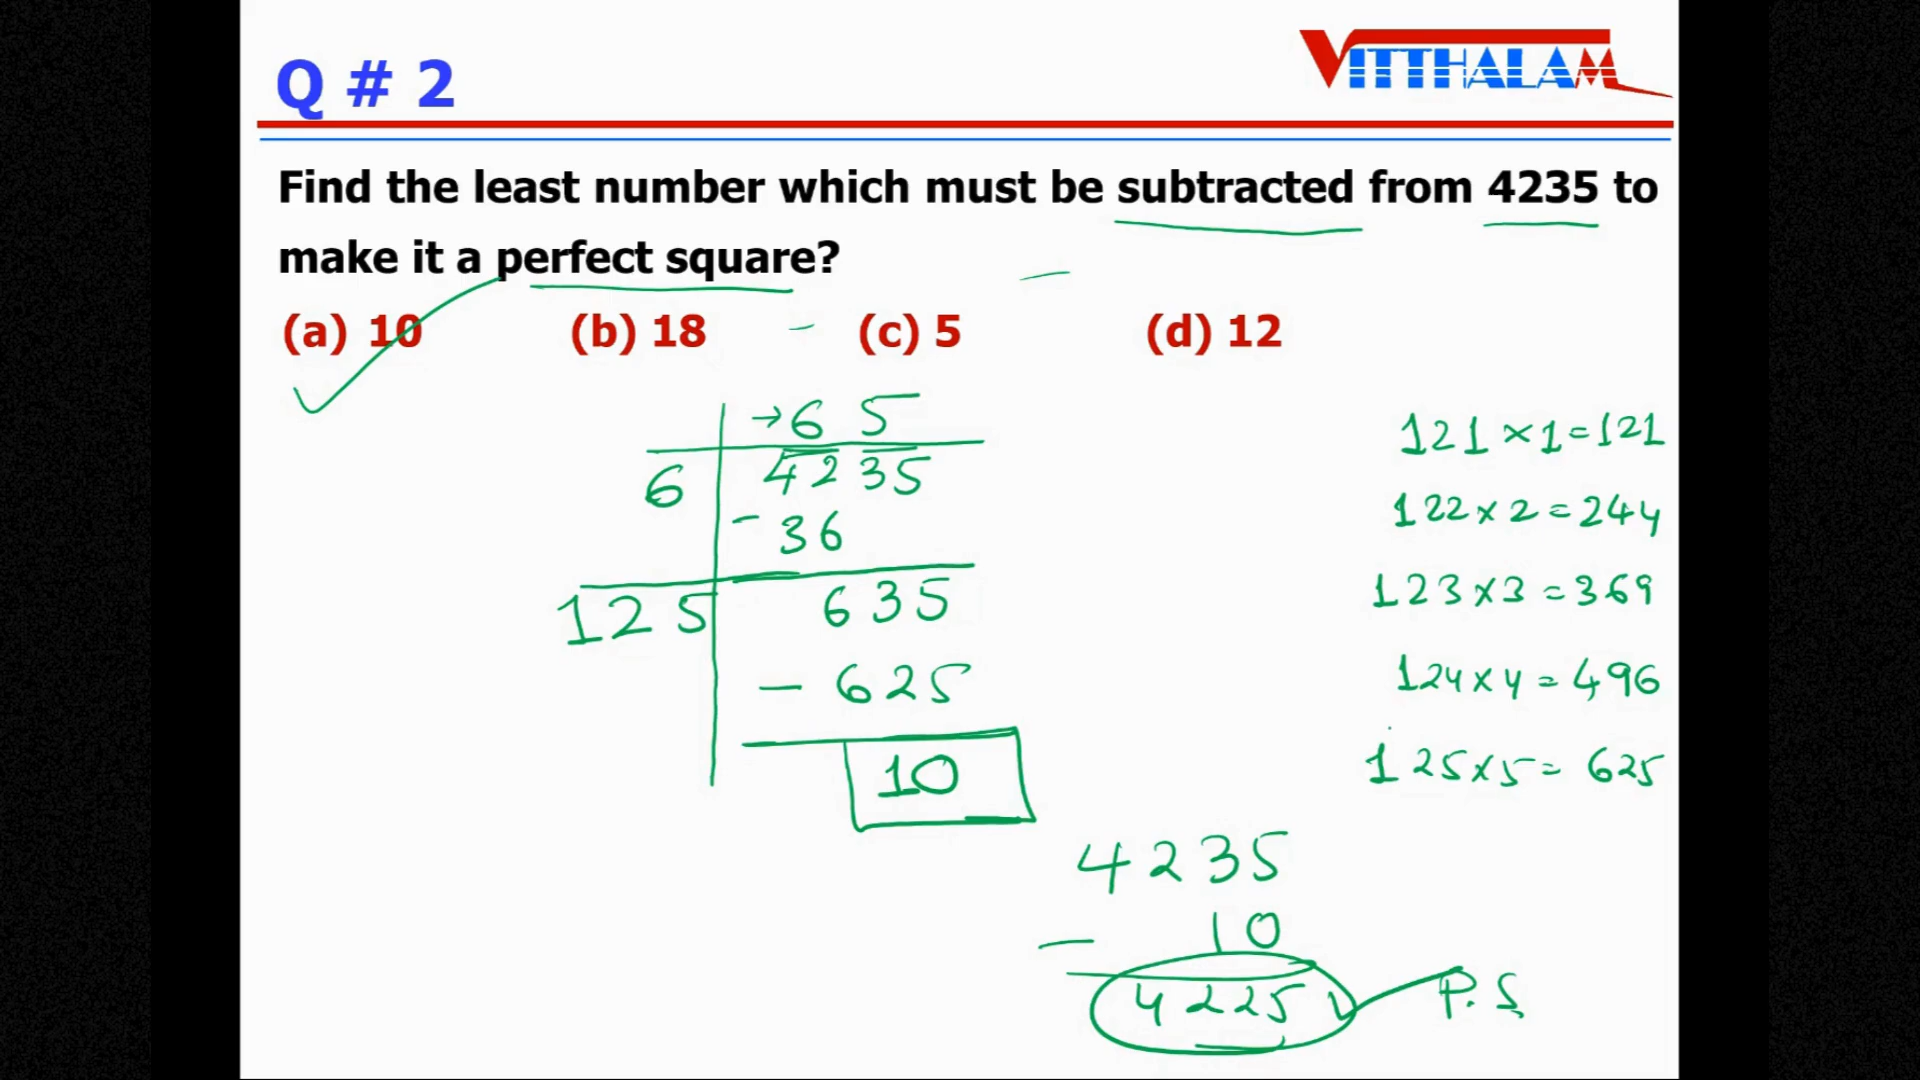 Q # 2
VITTHALAM
Find the least number which must be subtracted from 4235 to
make it a perfect square?
(a) 10 (b) 18 (c) 5 (d) 12
→6 5
6 4235
- 36
125 635
- 625
10
121×1=121
122×2=244
123×3=369
124×4=496
125×5=625
4235
- 10
4225 P.S